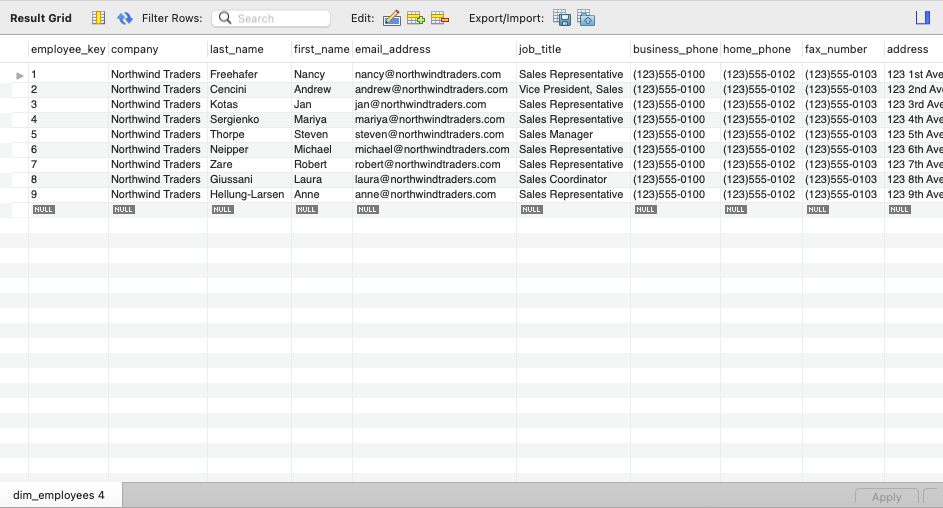 Result Grid Filter Rows: Search Edit: Export/Import:
employee_key company last_name first_name email_address job_title business_phone home_phone fax_number address
1 Northwind Traders Freehafer Nancy nancy@northwindtraders.com Sales Representative (123)555-0100 (123)555-0102 (123)555-0103 123 1st Ave
2 Northwind Traders Cencini Andrew andrew@northwindtraders.com Vice President, Sales (123)555-0100 (123)555-0102 (123)555-0103 123 2nd Ave
3 Northwind Traders Kotas Jan jan@northwindtraders.com Sales Representative (123)555-0100 (123)555-0102 (123)555-0103 123 3rd Ave
4 Northwind Traders Sergienko Mariya mariya@northwindtraders.com Sales Representative (123)555-0100 (123)555-0102 (123)555-0103 123 4th Ave
5 Northwind Traders Thorpe Steven steven@northwindtraders.com Sales Manager (123)555-0100 (123)555-0102 (123)555-0103 123 5th Ave
6 Northwind Traders Neipper Michael michael@northwindtraders.com Sales Representative (123)555-0100 (123)555-0102 (123)555-0103 123 6th Ave
7 Northwind Traders Zare Robert robert@northwindtraders.com Sales Representative (123)555-0100 (123)555-0102 (123)555-0103 123 7th Ave
8 Northwind Traders Giussani Laura laura@northwindtraders.com Sales Coordinator (123)555-0100 (123)555-0102 (123)555-0103 123 8th Ave
9 Northwind Traders Hellung-Larsen Anne anne@northwindtraders.com Sales Representative (123)555-0100 (123)555-0102 (123)555-0103 123 9th Ave
NULL NULL NULL NULL NULL NULL NULL NULL NULL NULL
dim_employees 4 Apply